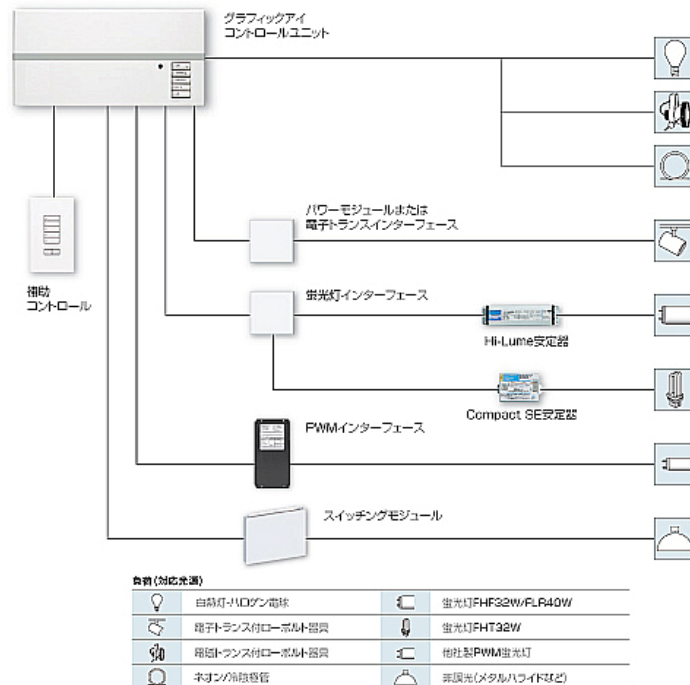 グラフィックアイ
コントロールユニット
パワーモジュールまたは
電子トランスインターフェース
補助
コントロール
蛍光灯インターフェース
Hi-Lume安定器
Compact SE安定器
PWMインターフェース
スイッチングモジュール
負荷(対応光源)
白熱灯・ハロゲン電球
蛍光灯FHF32W/FLR40W
電子トランス付ローボルト器具
蛍光灯FHT32W
電磁トランス付ローボルト器具
他社製PWM蛍光灯
ネオン/冷陰極管
非調光(メタルハライドなど)